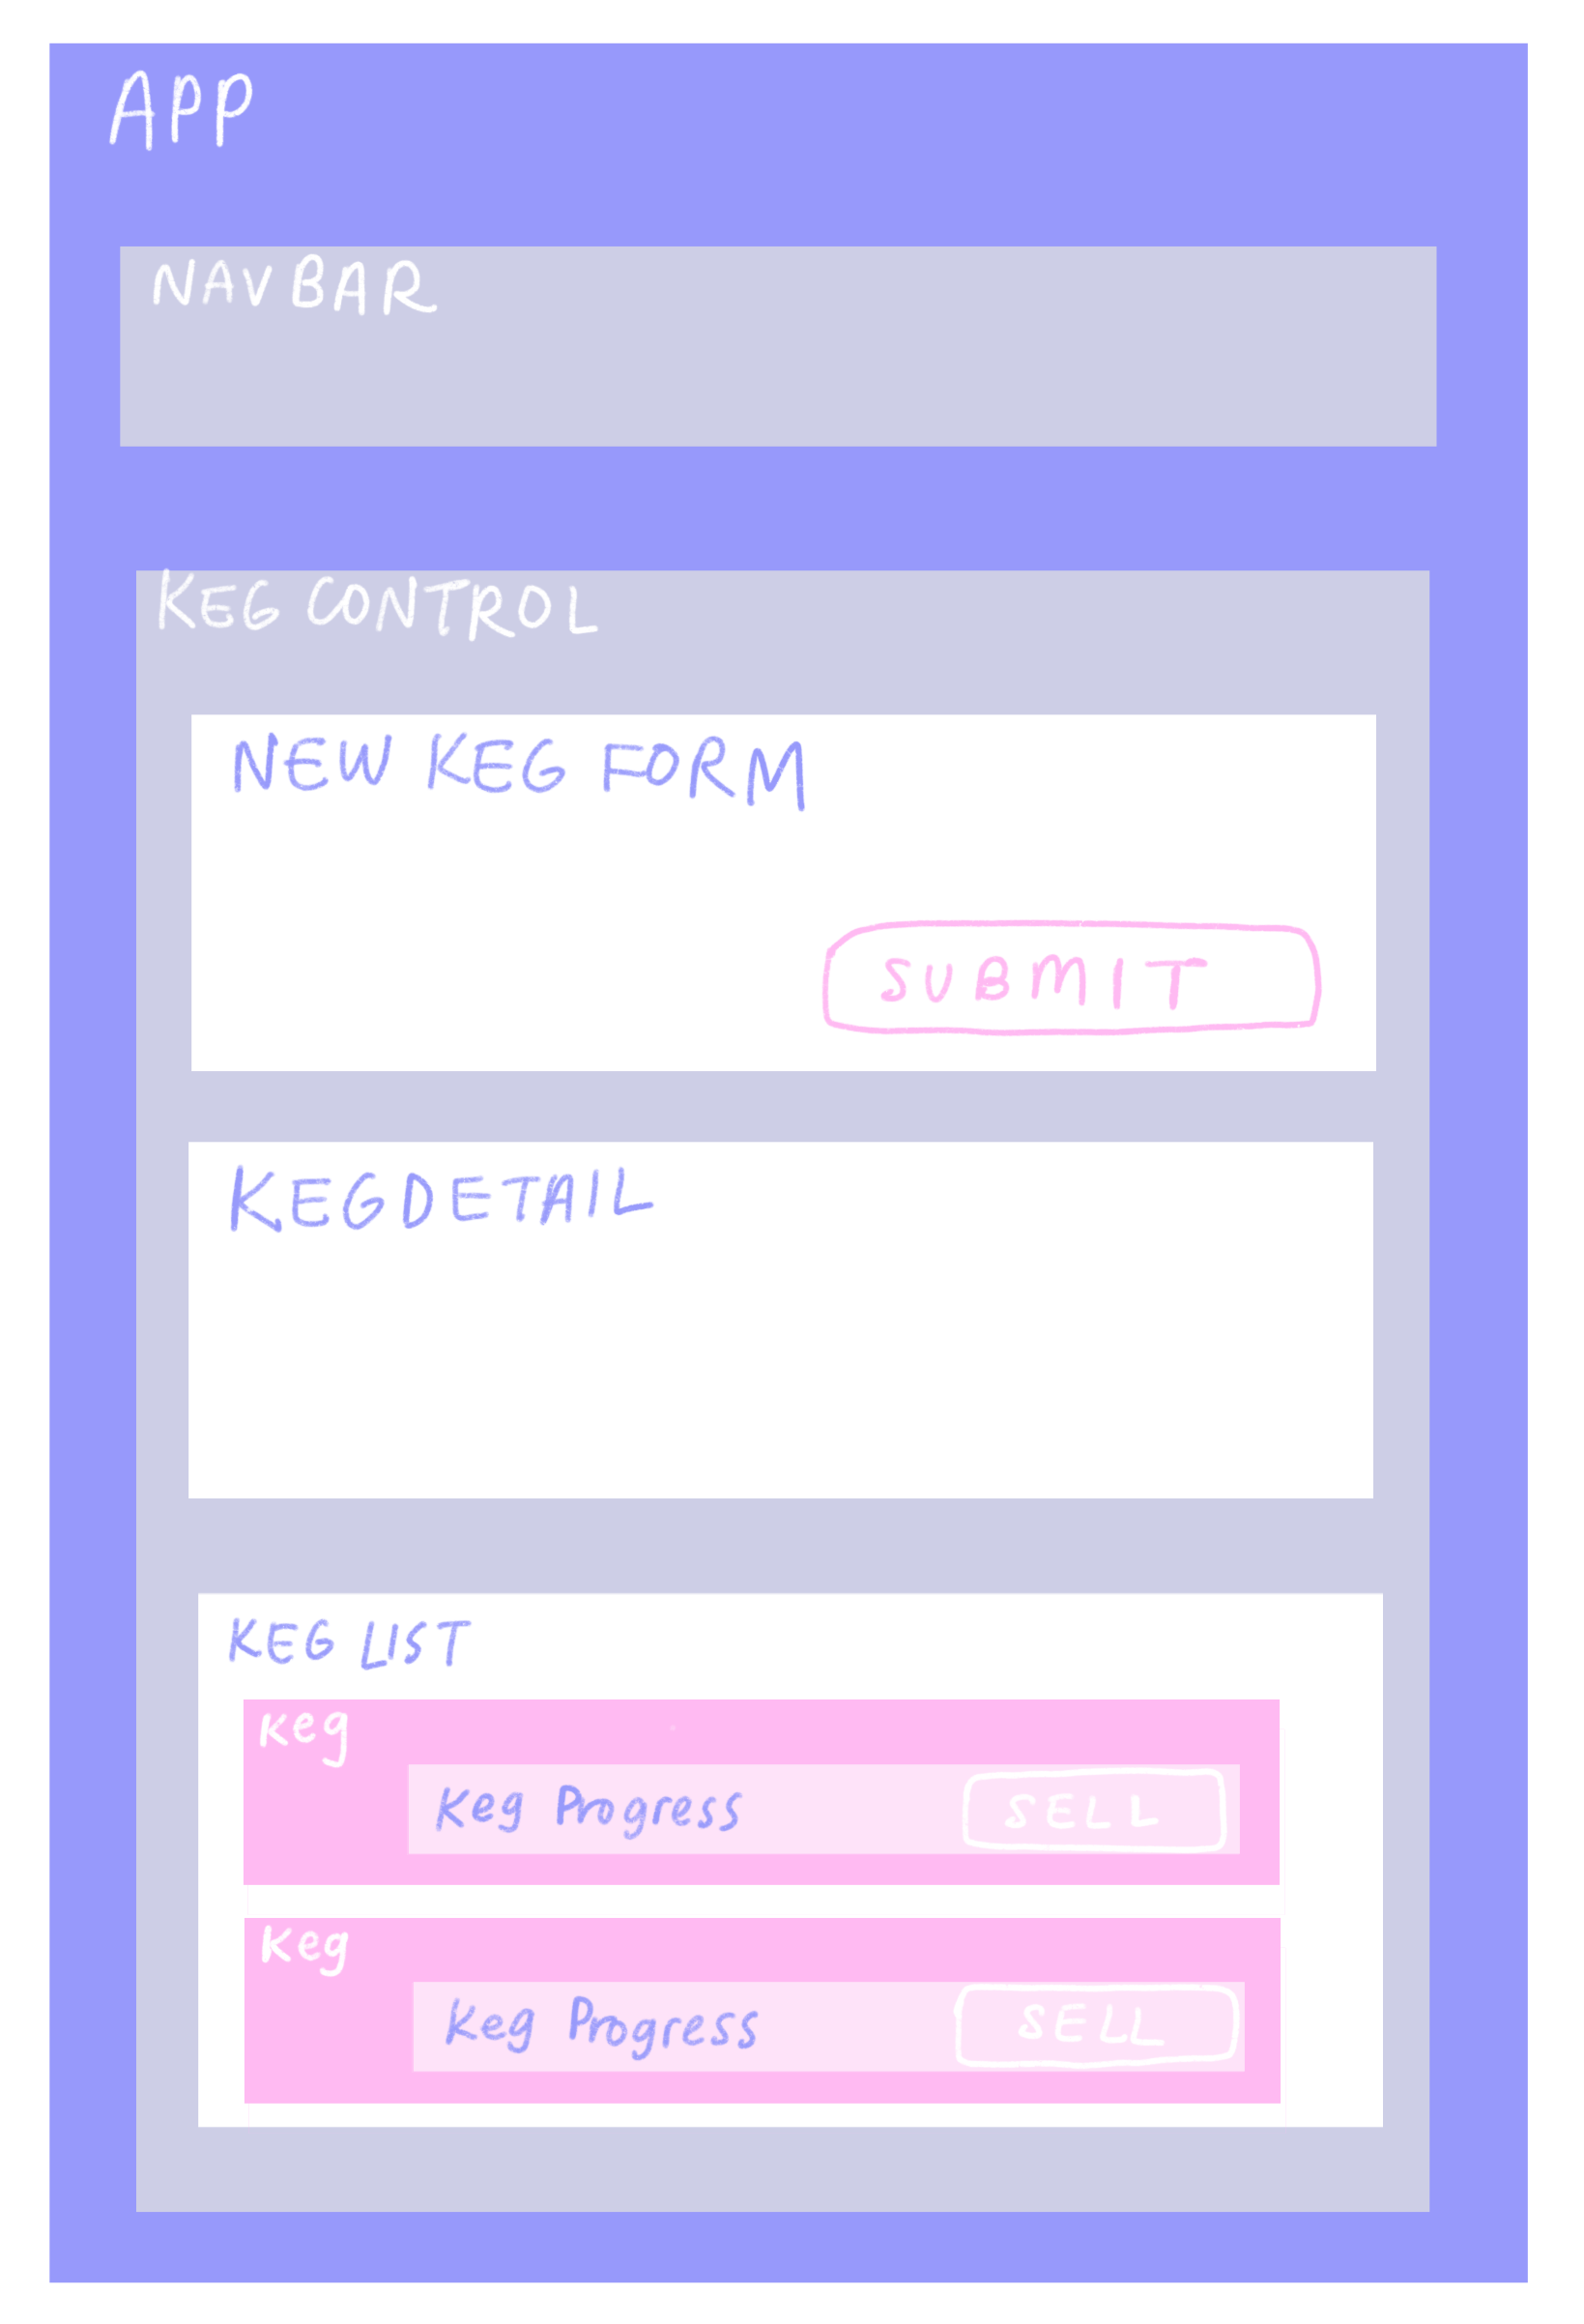 APP
NAVBAR
KEG CONTROL
NEW KEG FORM
SUBMIT
KEGDETAIL
KEG LIST
Keg
Keg Progress SELL
Keg
Keg Progress SELL